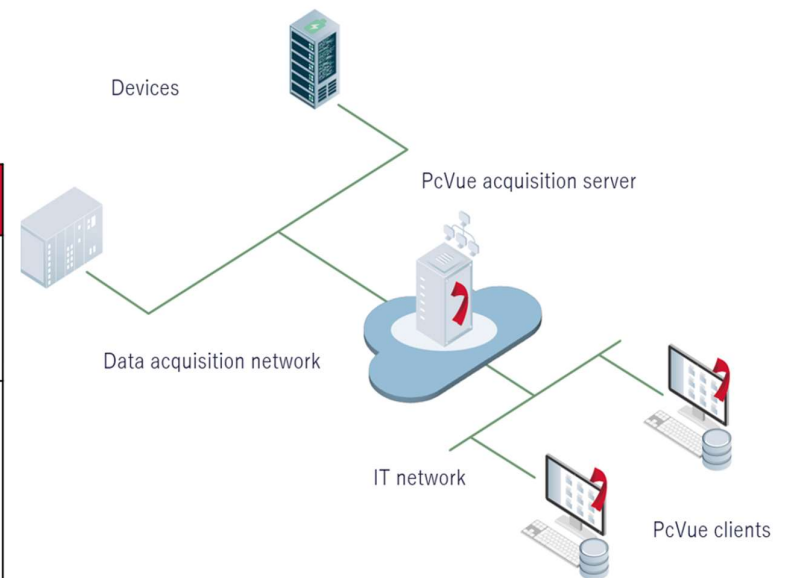 Devices
PcVue acquisition server
Data acquisition network
IT network
PcVue clients